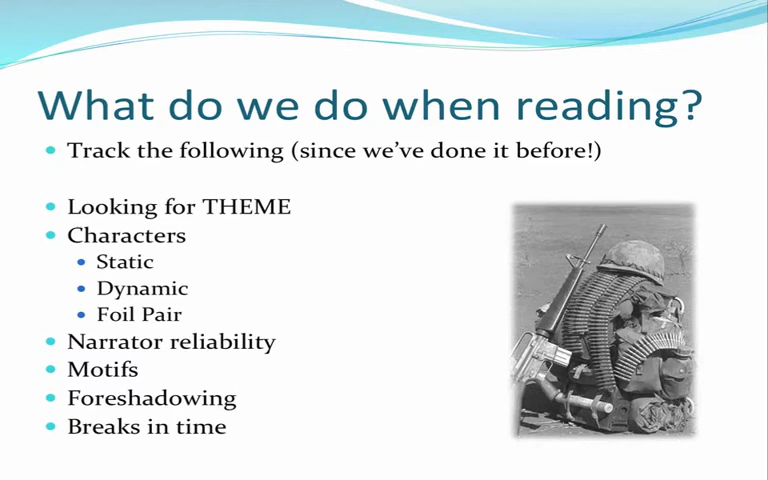 What do we do when reading?
Track the following (since we've done it before!)
Looking for THEME
Characters
Static
Dynamic
Foil Pair
Narrator reliability
Motifs
Foreshadowing
Breaks in time